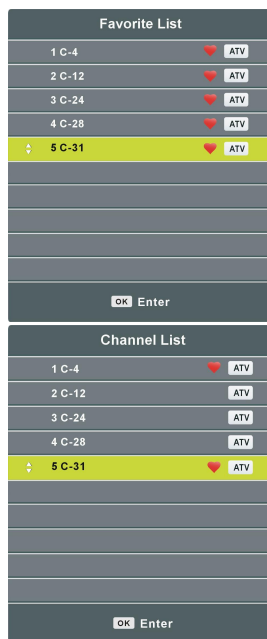 Favorite List
1 C-4 ATV
2 C-12 ATV
3 C-24 ATV
4 C-28 ATV
5 C-31 ATV
OK Enter
Channel List
1 C-4 ATV
2 C-12 ATV
3 C-24 ATV
4 C-28 ATV
5 C-31 ATV
OK Enter